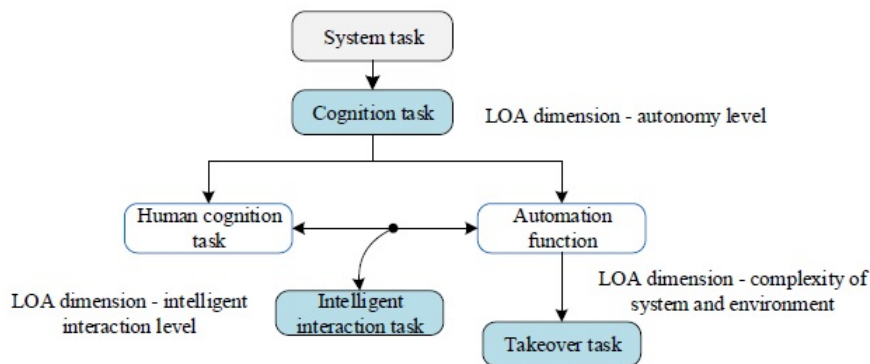 System task
Cognition task
LOA dimension - autonomy level
Human cognition
task
Automation
function
LOA dimension - intelligent
interaction level
Intelligent
interaction task
LOA dimension - complexity of
system and environment
Takeover task